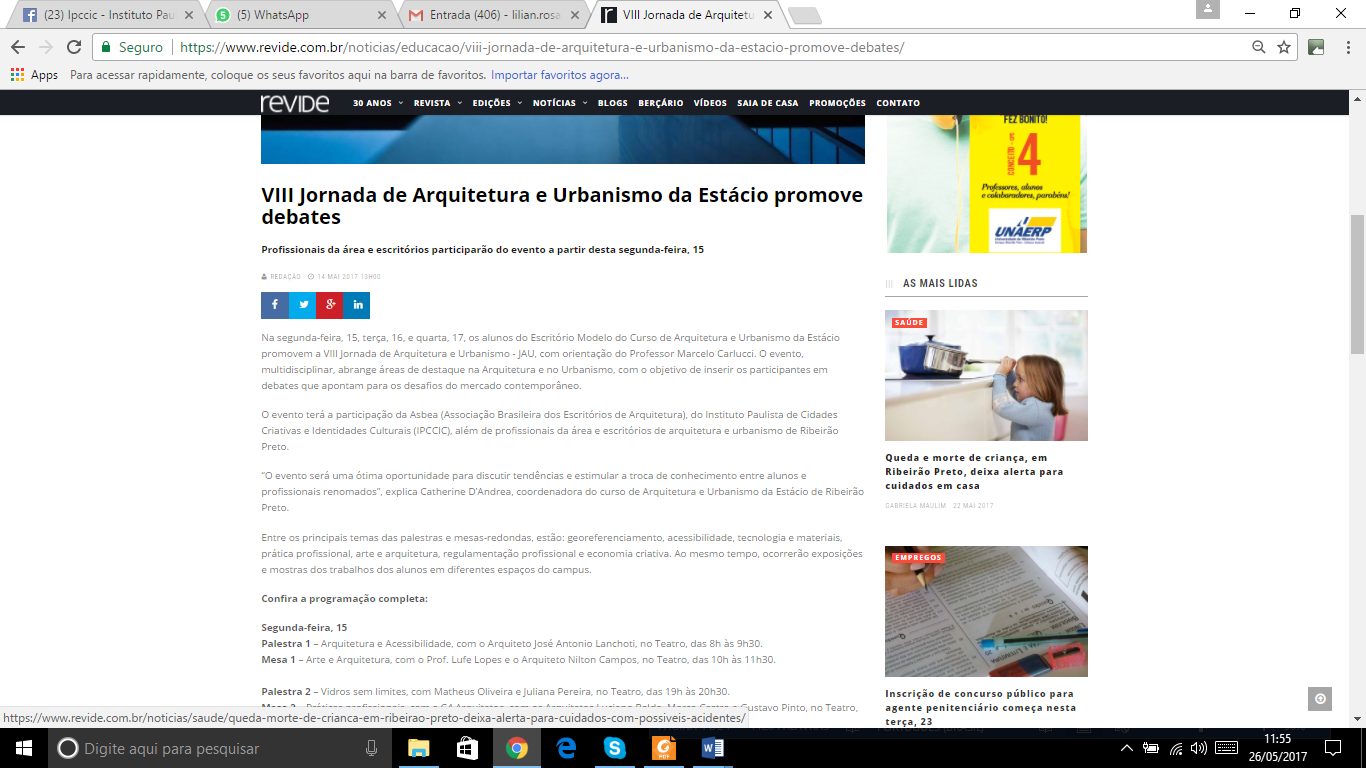 (23) Ipccic - Instituto Pau
(5) WhatsApp
Entrada (406) - lilian.rosa
VIII Jornada de Arquitetu
Seguro
https://www.revide.com.br/noticias/educacao/viii-jornada-de-arquitetura-e-urbanismo-da-estacio-promove-debates/
Apps Para acessar rapidamente, coloque os seus favoritos aqui na barra de favoritos. Importar favoritos agora...
revide 30 ANOS REVISTA EDIÇÕES NOTÍCIAS BLOGS BERÇÁRIO VÍDEOS SAIA DE CASA PROMOÇÕES CONTATO
VIII Jornada de Arquitetura e Urbanismo da Estácio promove
debates
Profissionais da área e escritórios participarão do evento a partir desta segunda-feira, 15
REDAÇÃO 14 MAI 2017 13H00
Na segunda-feira, 15, terça, 16, e quarta, 17, os alunos do Escritório Modelo do Curso de Arquitetura e Urbanismo da Estácio
promovem a VIII Jornada de Arquitetura e Urbanismo - JAU, com orientação do Professor Marcelo Carlucci. O evento,
multidisciplinar, abrange áreas de destaque na Arquitetura e no Urbanismo, com o objetivo de inserir os participantes em
debates que apontam para os desafios do mercado contemporâneo.
O evento terá a participação da Asbea (Associação Brasileira dos Escritórios de Arquitetura), do Instituto Paulista de Cidades
Criativas e Identidades Culturais (IPCCIC), além de profissionais da área e escritórios de arquitetura e urbanismo de Ribeirão
Preto.
“O evento será uma ótima oportunidade para discutir tendências e estimular a troca de conhecimento entre alunos e
profissionais renomados”, explica Catherine D’Andrea, coordenadora do curso de Arquitetura e Urbanismo da Estácio de Ribeirão
Preto.
Entre os principais temas das palestras e mesas-redondas, estão: georeferenciamento, acessibilidade, tecnologia e materiais,
prática profissional, arte e arquitetura, regulamentação profissional e economia criativa. Ao mesmo tempo, ocorrerão exposições
e mostras dos trabalhos dos alunos em diferentes espaços do campus.
Confira a programação completa:
Segunda-feira, 15
Palestra 1 – Arquitetura e Acessibilidade, com o Arquiteto José Antonio Lanchoti, no Teatro, das 8h às 9h30.
Mesa 1 – Arte e Arquitetura, com o Prof. Lufe Lopes e o Arquiteto Nilton Campos, no Teatro, das 10h às 11h30.
Palestra 2 – Vidros sem limites, com Matheus Oliveira e Juliana Pereira, no Teatro, das 19h às 20h30.
Gustavo Pinto, no Teatro,
FEZ BONITO!
CONCEITO
4
Professores, alunos
e colaboradores, parabéns!
UNAERP
AS MAIS LIDAS
SAÚDE
Queda e morte de criança, em
Ribeirão Preto, deixa alerta para
cuidados em casa
GABRIELA MAULIM 22 MAI 2017
EMPREGOS
Inscrição de concurso público para
agente penitenciário começa nesta
terça, 23
https://www.revide.com.br/noticias/saude/queda-morte-de-crianca-em-ribeirao-preto-deixa-alerta-para-cuidados-com-possiveis-acidentes/
Digite aqui para pesquisar
11:55
26/05/2017